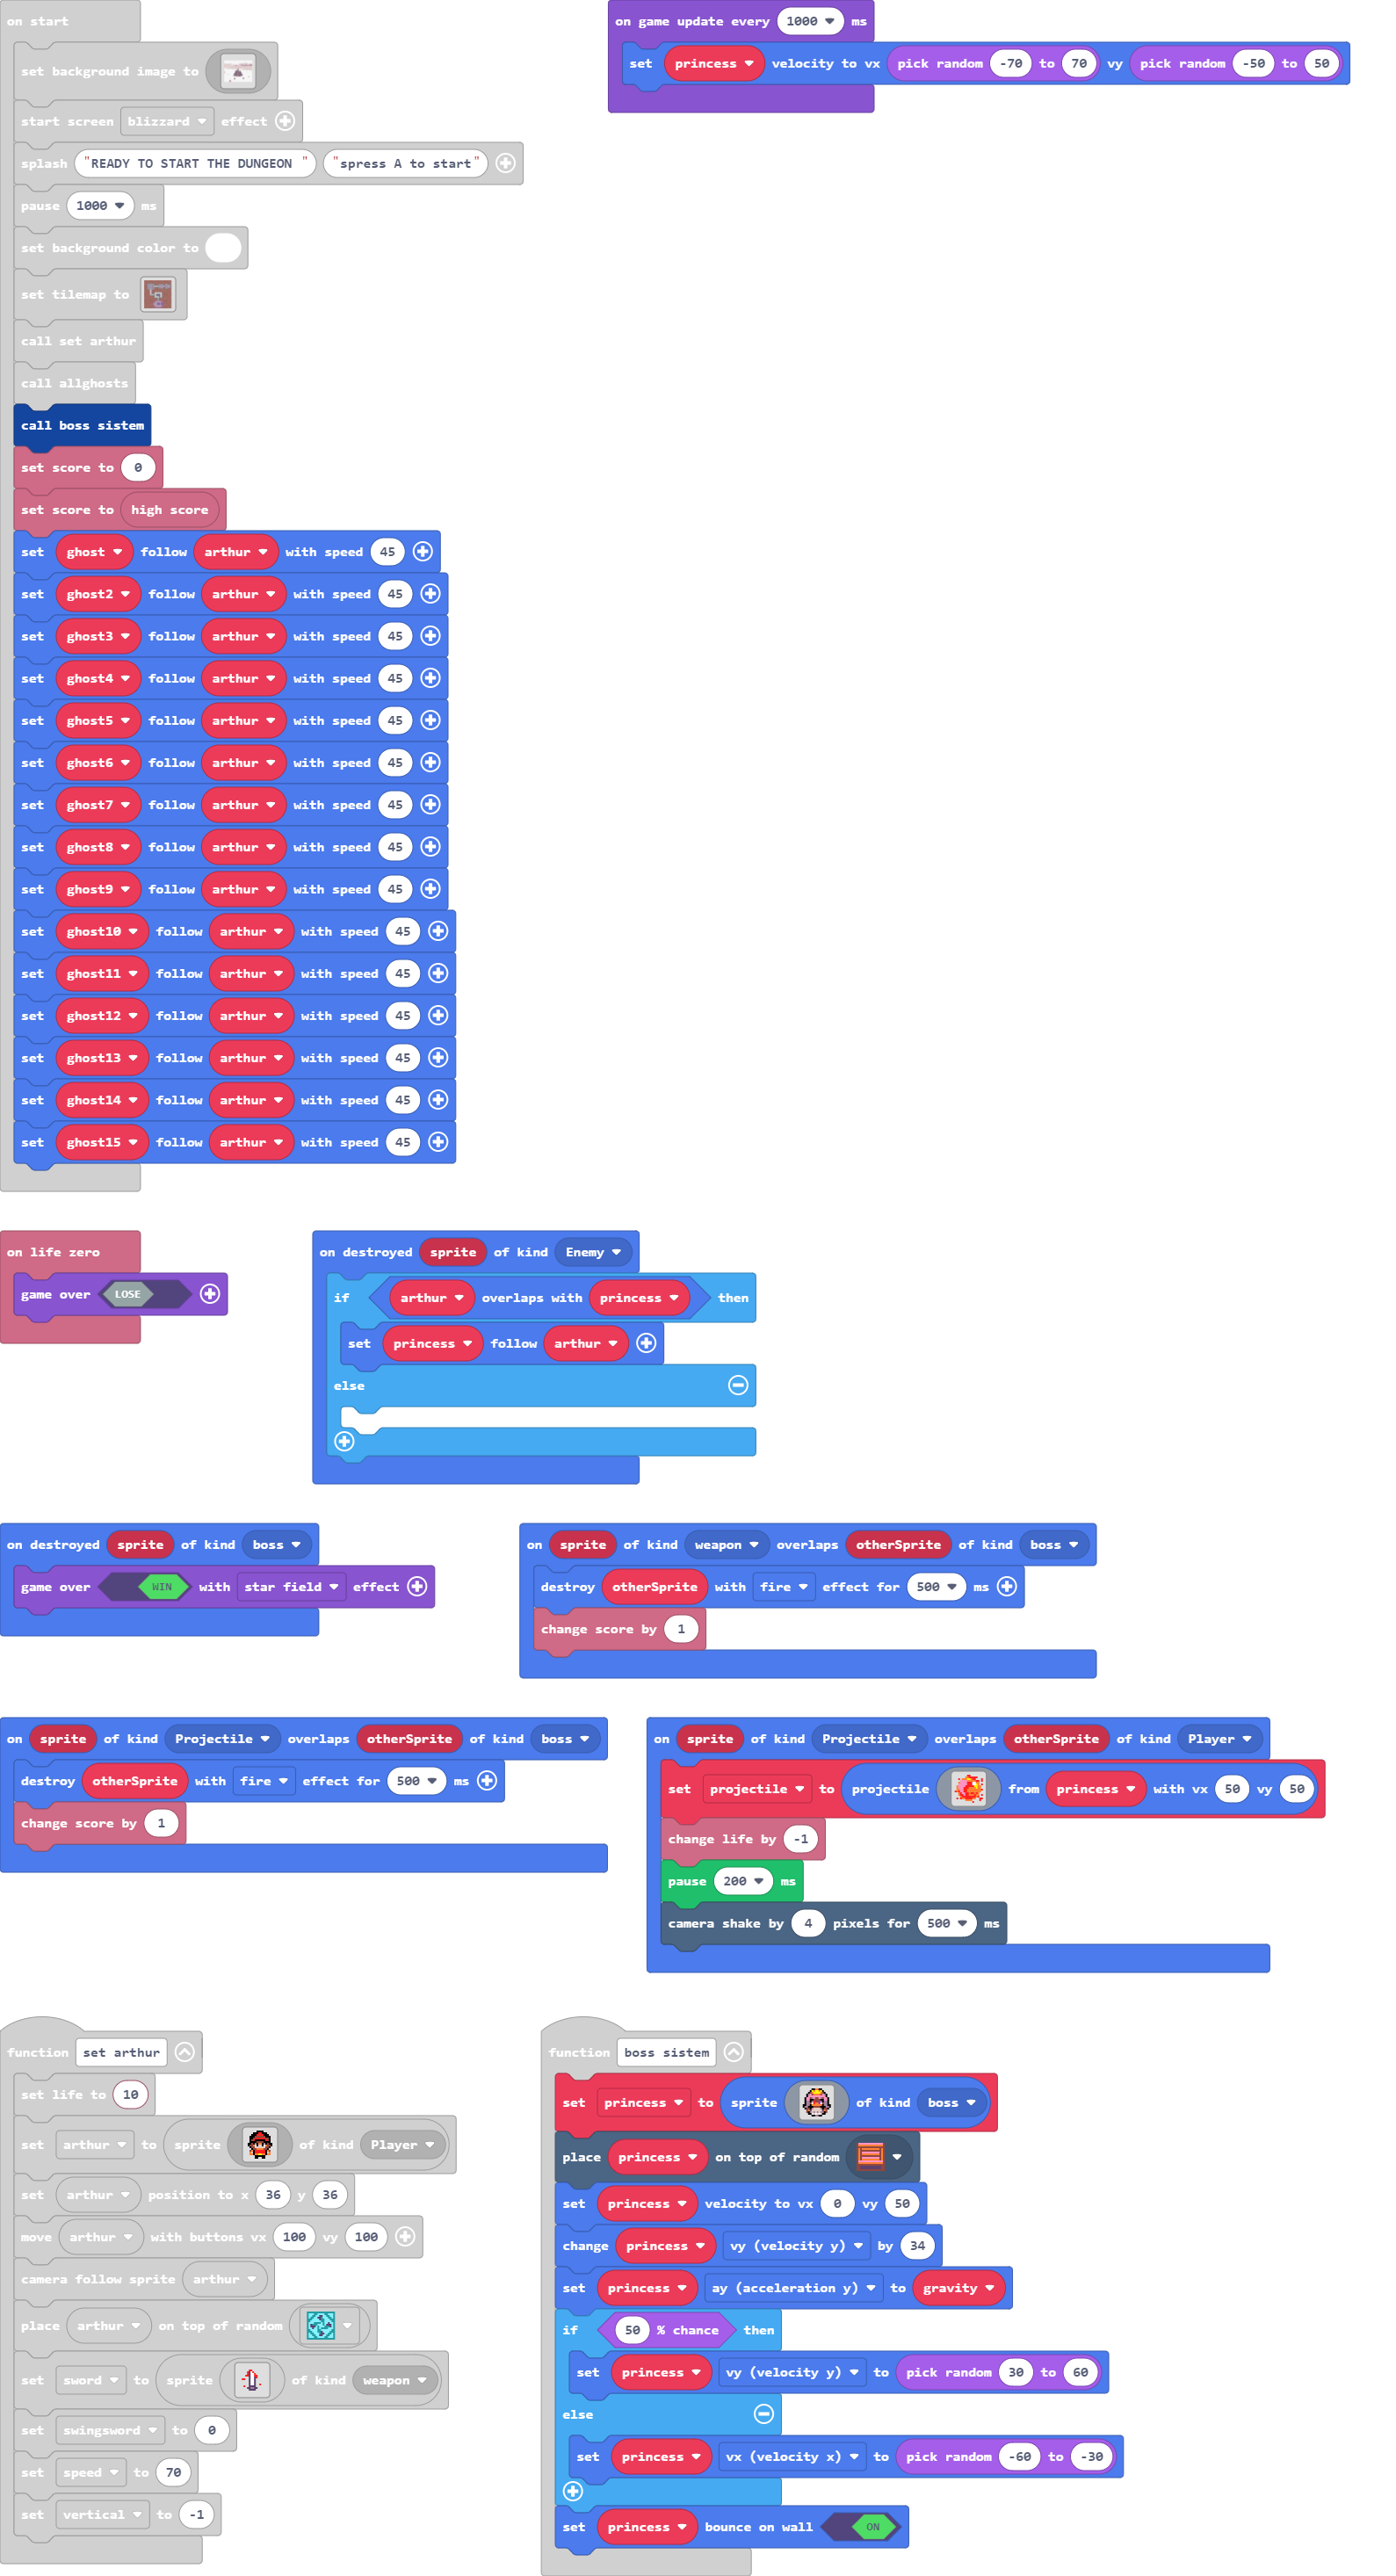 on start
set background image to
start screen blizzard effect
splash "READY TO START THE DUNGEON " "spress A to start"
pause 1000 ms
set background color to
set tilemap to
call set arthur
call allghosts
call boss sistem
set score to 0
set score to high score
set ghost follow arthur with speed 45
set ghost2 follow arthur with speed 45
set ghost3 follow arthur with speed 45
set ghost4 follow arthur with speed 45
set ghost5 follow arthur with speed 45
set ghost6 follow arthur with speed 45
set ghost7 follow arthur with speed 45
set ghost8 follow arthur with speed 45
set ghost9 follow arthur with speed 45
set ghost10 follow arthur with speed 45
set ghost11 follow arthur with speed 45
set ghost12 follow arthur with speed 45
set ghost13 follow arthur with speed 45
set ghost14 follow arthur with speed 45
set ghost15 follow arthur with speed 45
on game update every 1000 ms
set princess velocity to vx pick random -70 to 70 vy pick random -50 to 50
on life zero
game over LOSE
on destroyed sprite of kind Enemy
if arthur overlaps with princess then
set princess follow arthur
else
on destroyed sprite of kind boss
game over WIN with star field effect
on sprite of kind weapon overlaps otherSprite of kind boss
destroy otherSprite with fire effect for 500 ms
change score by 1
on sprite of kind Projectile overlaps otherSprite of kind boss
destroy otherSprite with fire effect for 500 ms
change score by 1
on sprite of kind Projectile overlaps otherSprite of kind Player
set projectile to projectile from princess with vx 50 vy 50
change life by -1
pause 200 ms
camera shake by 4 pixels for 500 ms
function set arthur
set life to 10
set arthur to sprite of kind Player
set arthur position to x 36 y 36
move arthur with buttons vx 100 vy 100
camera follow sprite arthur
place arthur on top of random
set sword to sprite of kind weapon
set swingsword to 0
set speed to 70
set vertical to -1
function boss sistem
set princess to sprite of kind boss
place princess on top of random
set princess velocity to vx 0 vy 50
change princess vy (velocity y) by 34
set princess ay (acceleration y) to gravity
if 50 % chance then
set princess vy (velocity y) to pick random 30 to 60
else
set princess vx (velocity x) to pick random -60 to -30
set princess bounce on wall ON